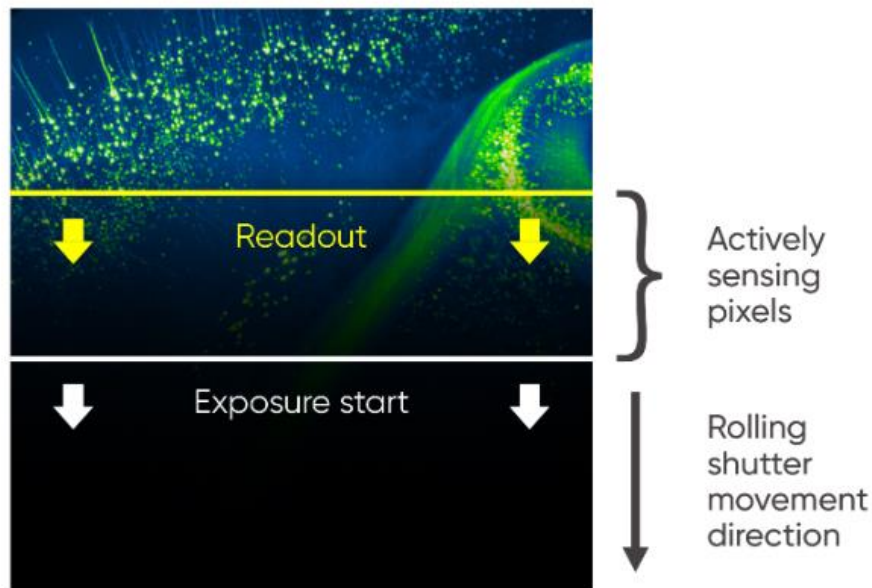 Readout
Actively
sensing
pixels
Exposure start
Rolling
shutter
movement
direction